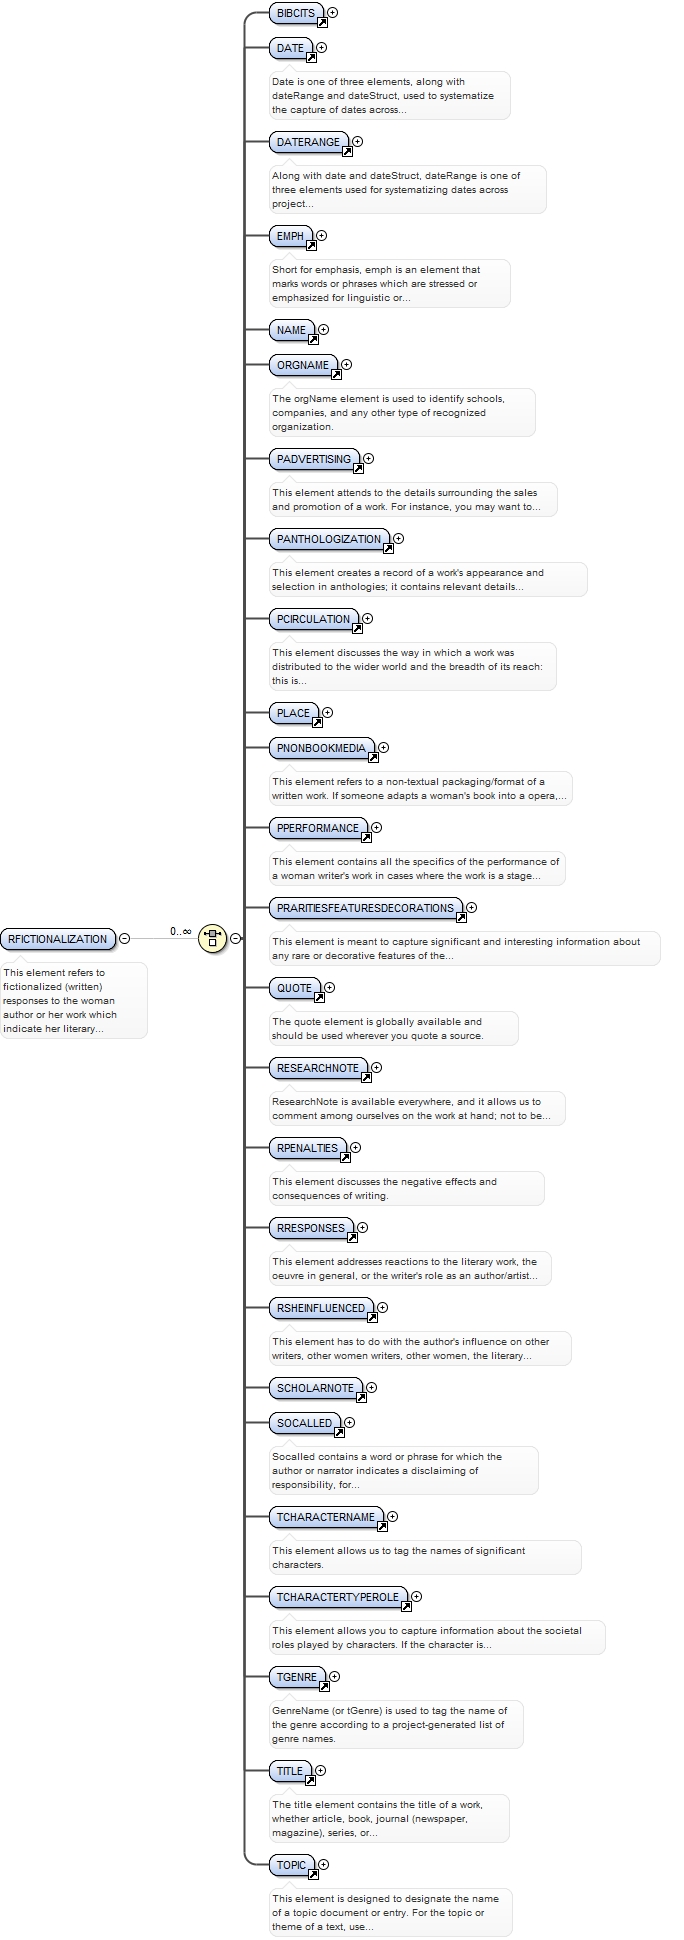 BIBCITS
DATE
Date is one of three elements, along with
dateRange and dateStruct, used to systematize
the capture of dates across...
DATERANGE
Along with date and dateStruct, dateRange is one of
three elements used for systematizing dates across
project...
EMPH
Short for emphasis, emph is an element that
marks words or phrases which are stressed or
emphasized for linguistic or...
NAME
ORGNAME
The orgName element is used to identify schools,
companies, and any other type of recognized
organization.
PADVERTISING
This element attends to the details surrounding the sales
and promotion of a work. For instance, you may want to...
PANTHOLOGIZATION
This element creates a record of a work's appearance and
selection in anthologies; it contains relevant details...
PCIRCULATION
This element discusses the way in which a work was
distributed to the wider world and the breadth of its reach:
this is...
PLACE
PNONBOOKMEDIA
This element refers to a non-textual packaging/format of a
written work. If someone adapts a woman's book into a opera,...
PPERFORMANCE
This element contains all the specifics of the performance of
a woman writer's work in cases where the work is a stage...
PRARITIESFEATURESDECORATIONS
This element is meant to capture significant and interesting information about
any rare or decorative features of the...
RFICTIONALIZATION
0..∞
This element refers to
fictionalized (written)
responses to the woman
author or her work which
indicate her literary...
QUOTE
The quote element is globally available and
should be used wherever you quote a source.
RESEARCHNOTE
ResearchNote is available everywhere, and it allows us to
comment among ourselves on the work at hand; not to be...
RPENALTIES
This element discusses the negative effects and
consequences of writing.
RRESPONSES
This element addresses reactions to the literary work, the
oeuvre in general, or the writer's role as an author/artist...
RSHEINFLUENCED
This element has to do with the author's influence on other
writers, other women writers, other women, the literary...
SCHOLARNOTE
SOCALLED
Socalled contains a word or phrase for which the
author or narrator indicates a disclaiming of
responsibility, for...
TCHARACTERNAME
This element allows us to tag the names of significant
characters.
TCHARACTERTYPEROLE
This element allows you to capture information about the societal
roles played by characters. If the character is...
TGENRE
GenreName (or tGenre) is used to tag the name of
the genre according to a project-generated list of
genre names.
TITLE
The title element contains the title of a work,
whether article, book, journal (newspaper,
magazine), series, or...
TOPIC
This element is designed to designate the name
of a topic document or entry. For the topic or
theme of a text, use...